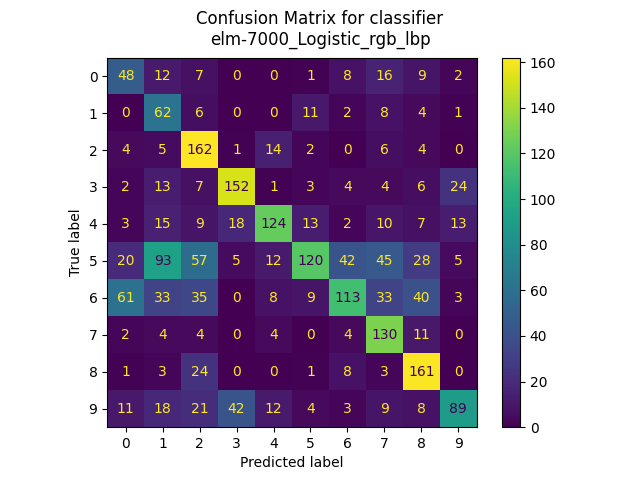 Confusion Matrix for classifier
elm-7000_Logistic_rgb_lbp
0 48 12 7 0 0 1 8 16 9 2
1 0 62 6 0 0 11 2 8 4 1
2 4 5 162 1 14 2 0 6 4 0
3 2 13 7 152 1 3 4 4 6 24
4 3 15 9 18 124 13 2 10 7 13
5 20 93 57 5 12 120 42 45 28 5
6 61 33 35 0 8 9 113 33 40 3
7 2 4 4 0 4 0 4 130 11 0
8 1 3 24 0 0 1 8 3 161 0
9 11 18 21 42 12 4 3 9 8 89
0 1 2 3 4 5 6 7 8 9
Predicted label
True label
160
140
120
100
80
60
40
20
0